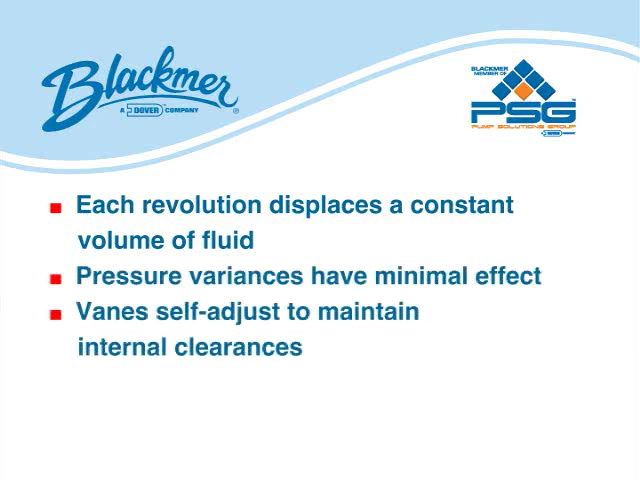 Blackmer
A DOVER COMPANY
BLACKMER
MEMBER OF
PSG
PUMP SOLUTIONS GROUP
Each revolution displaces a constant
volume of fluid
Pressure variances have minimal effect
Vanes self-adjust to maintain
internal clearances